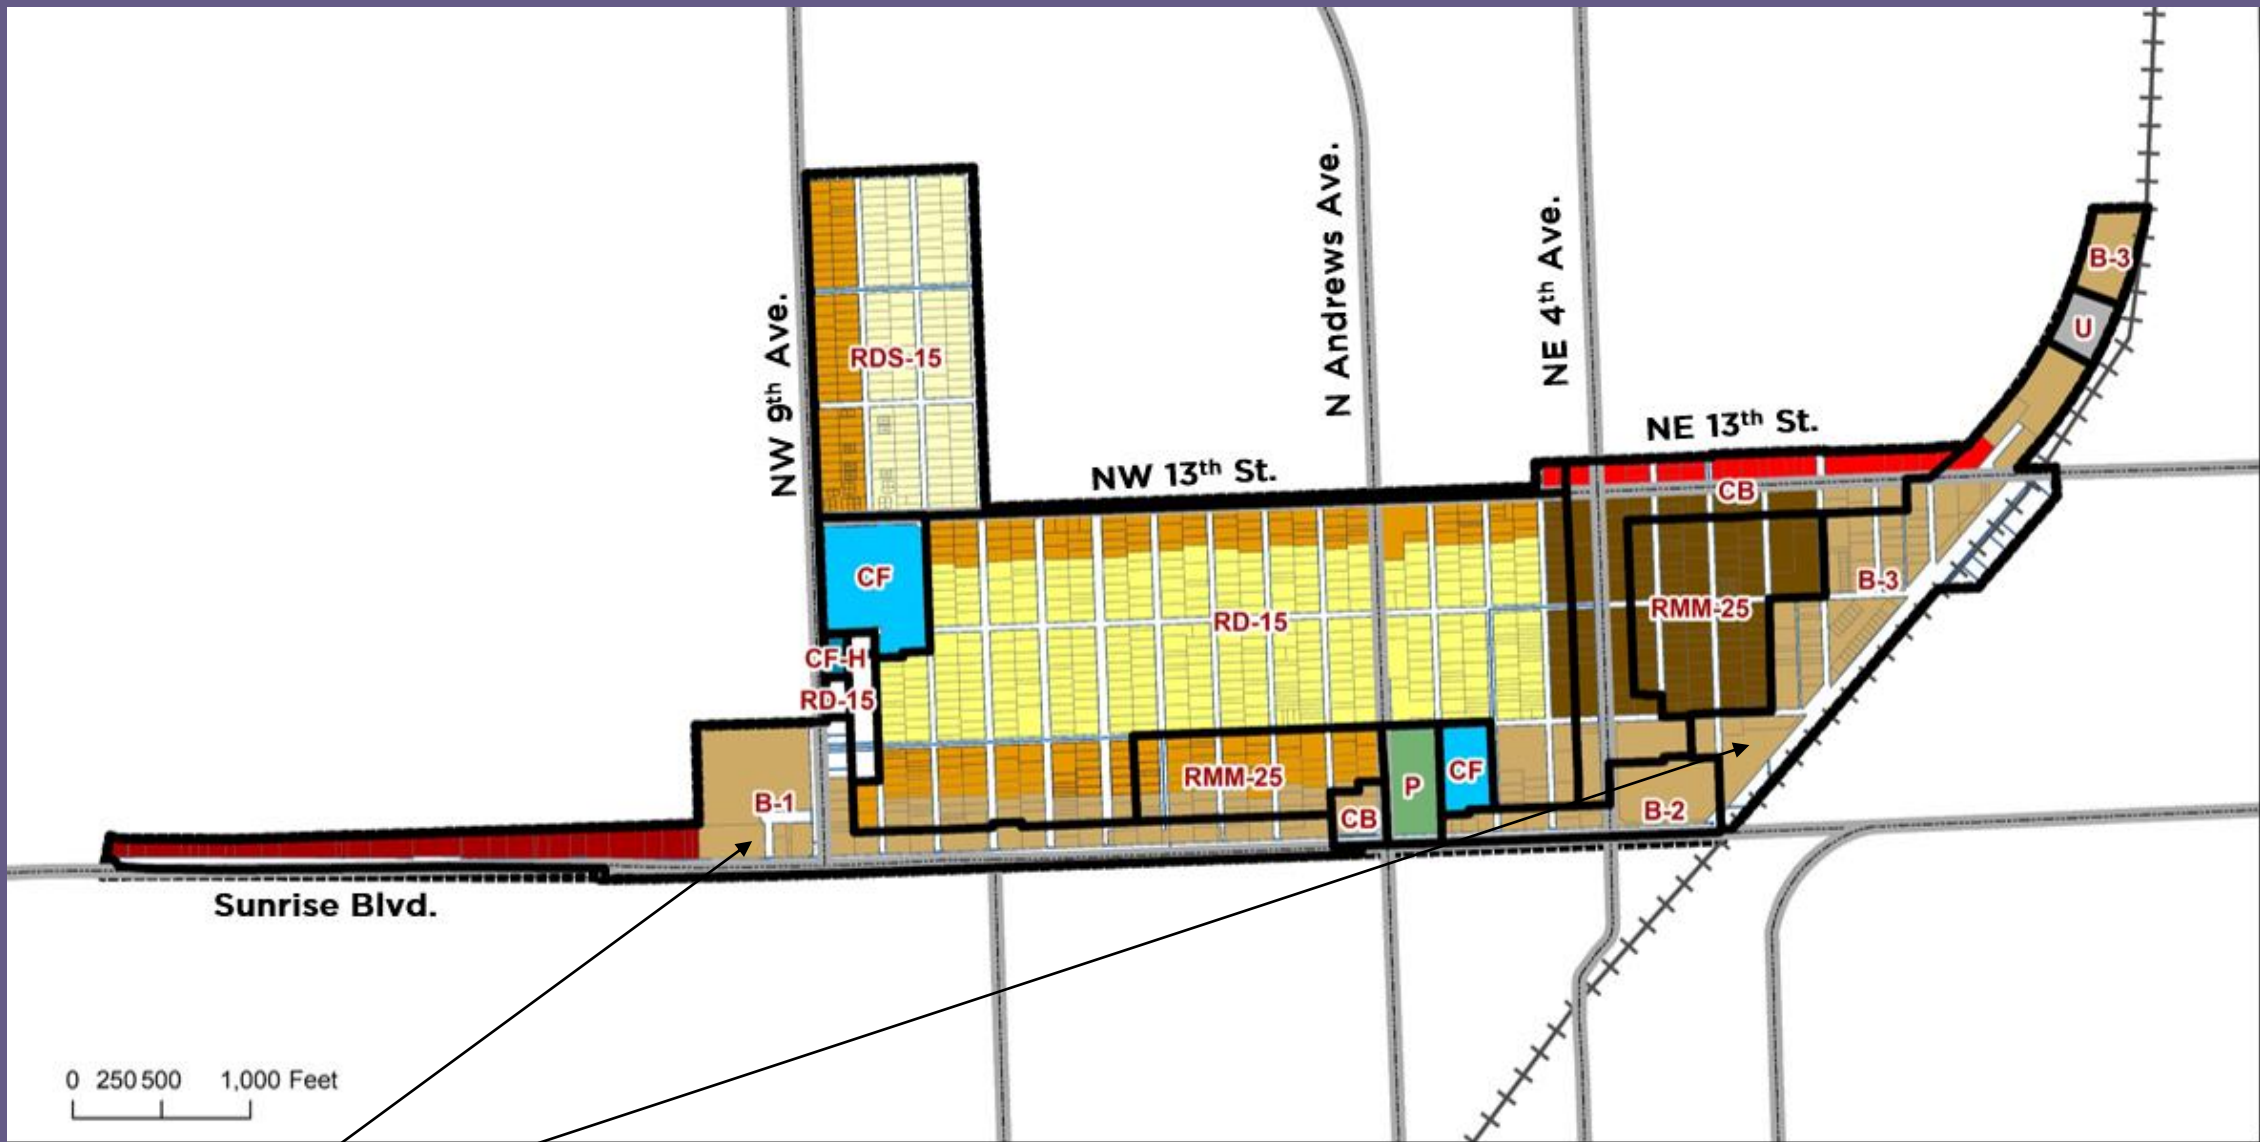 NW 9th Ave.
N Andrews Ave.
NE 4th Ave.
B-3
U
RDS-15
NE 13th St.
NW 13th St.
CB
CF
B-3
RMM-25
RD-15
CF-H
RD-15
RMM-25
P
CF
B-1
CB
B-2
Sunrise Blvd.
0 250 500 1,000 Feet